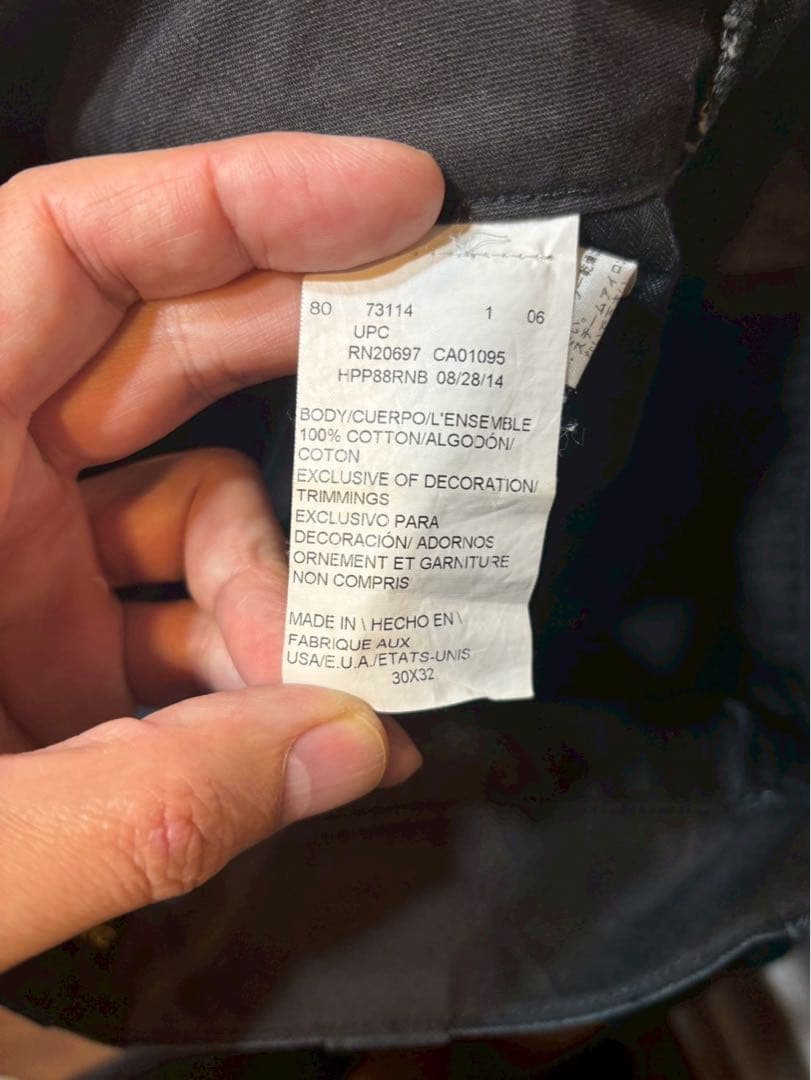 80 73114 1 06
UPC
RN20697 CA01095
HPP88RNB 08/28/14
BODY/CUERPO/L'ENSEMBLE
100% COTTON/ALGODÓN/
COTON
EXCLUSIVE OF DECORATION/
TRIMMINGS
EXCLUSIVO PARA
DECORACIÓN/ ADORNOS
ORNEMENT ET GARNITURE
NON COMPRIS
MADE IN \ HECHO EN \
FABRIQUE AUX
USA/E.U.A./ETATS-UNIS
30X32